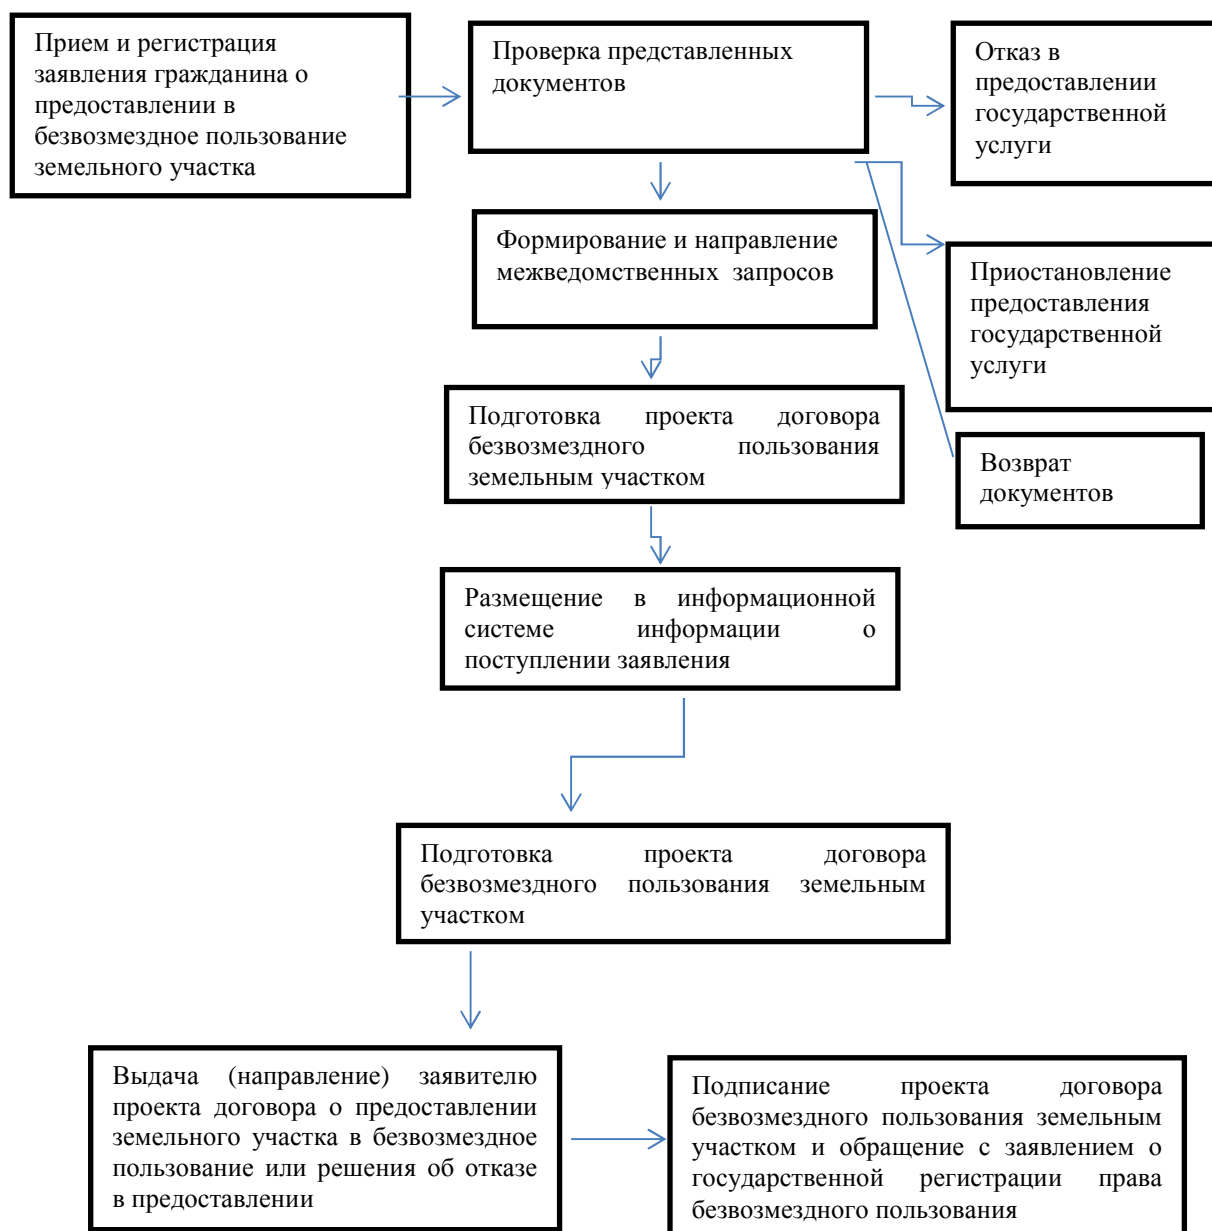 Прием и регистрация
заявления гражданина о
предоставлении в
безвозмездное пользование
земельного участка
Проверка представленных
документов
Отказ в
предоставлении
государственной
услуги
Формирование и направление
межведомственных запросов
Приостановление
предоставления
государственной
услуги
Подготовка проекта договора
безвозмездного пользования
земельным участком
Возврат
документов
Размещение в информационной
системе информации о
поступлении заявления
Подготовка проекта договора
безвозмездного пользования земельным
участком
Выдача (направление) заявителю
проекта договора о предоставлении
земельного участка в безвозмездное
пользование или решения об отказе
в предоставлении
Подписание проекта договора
безвозмездного пользования земельным
участком и обращение с заявлением о
государственной регистрации права
безвозмездного пользования